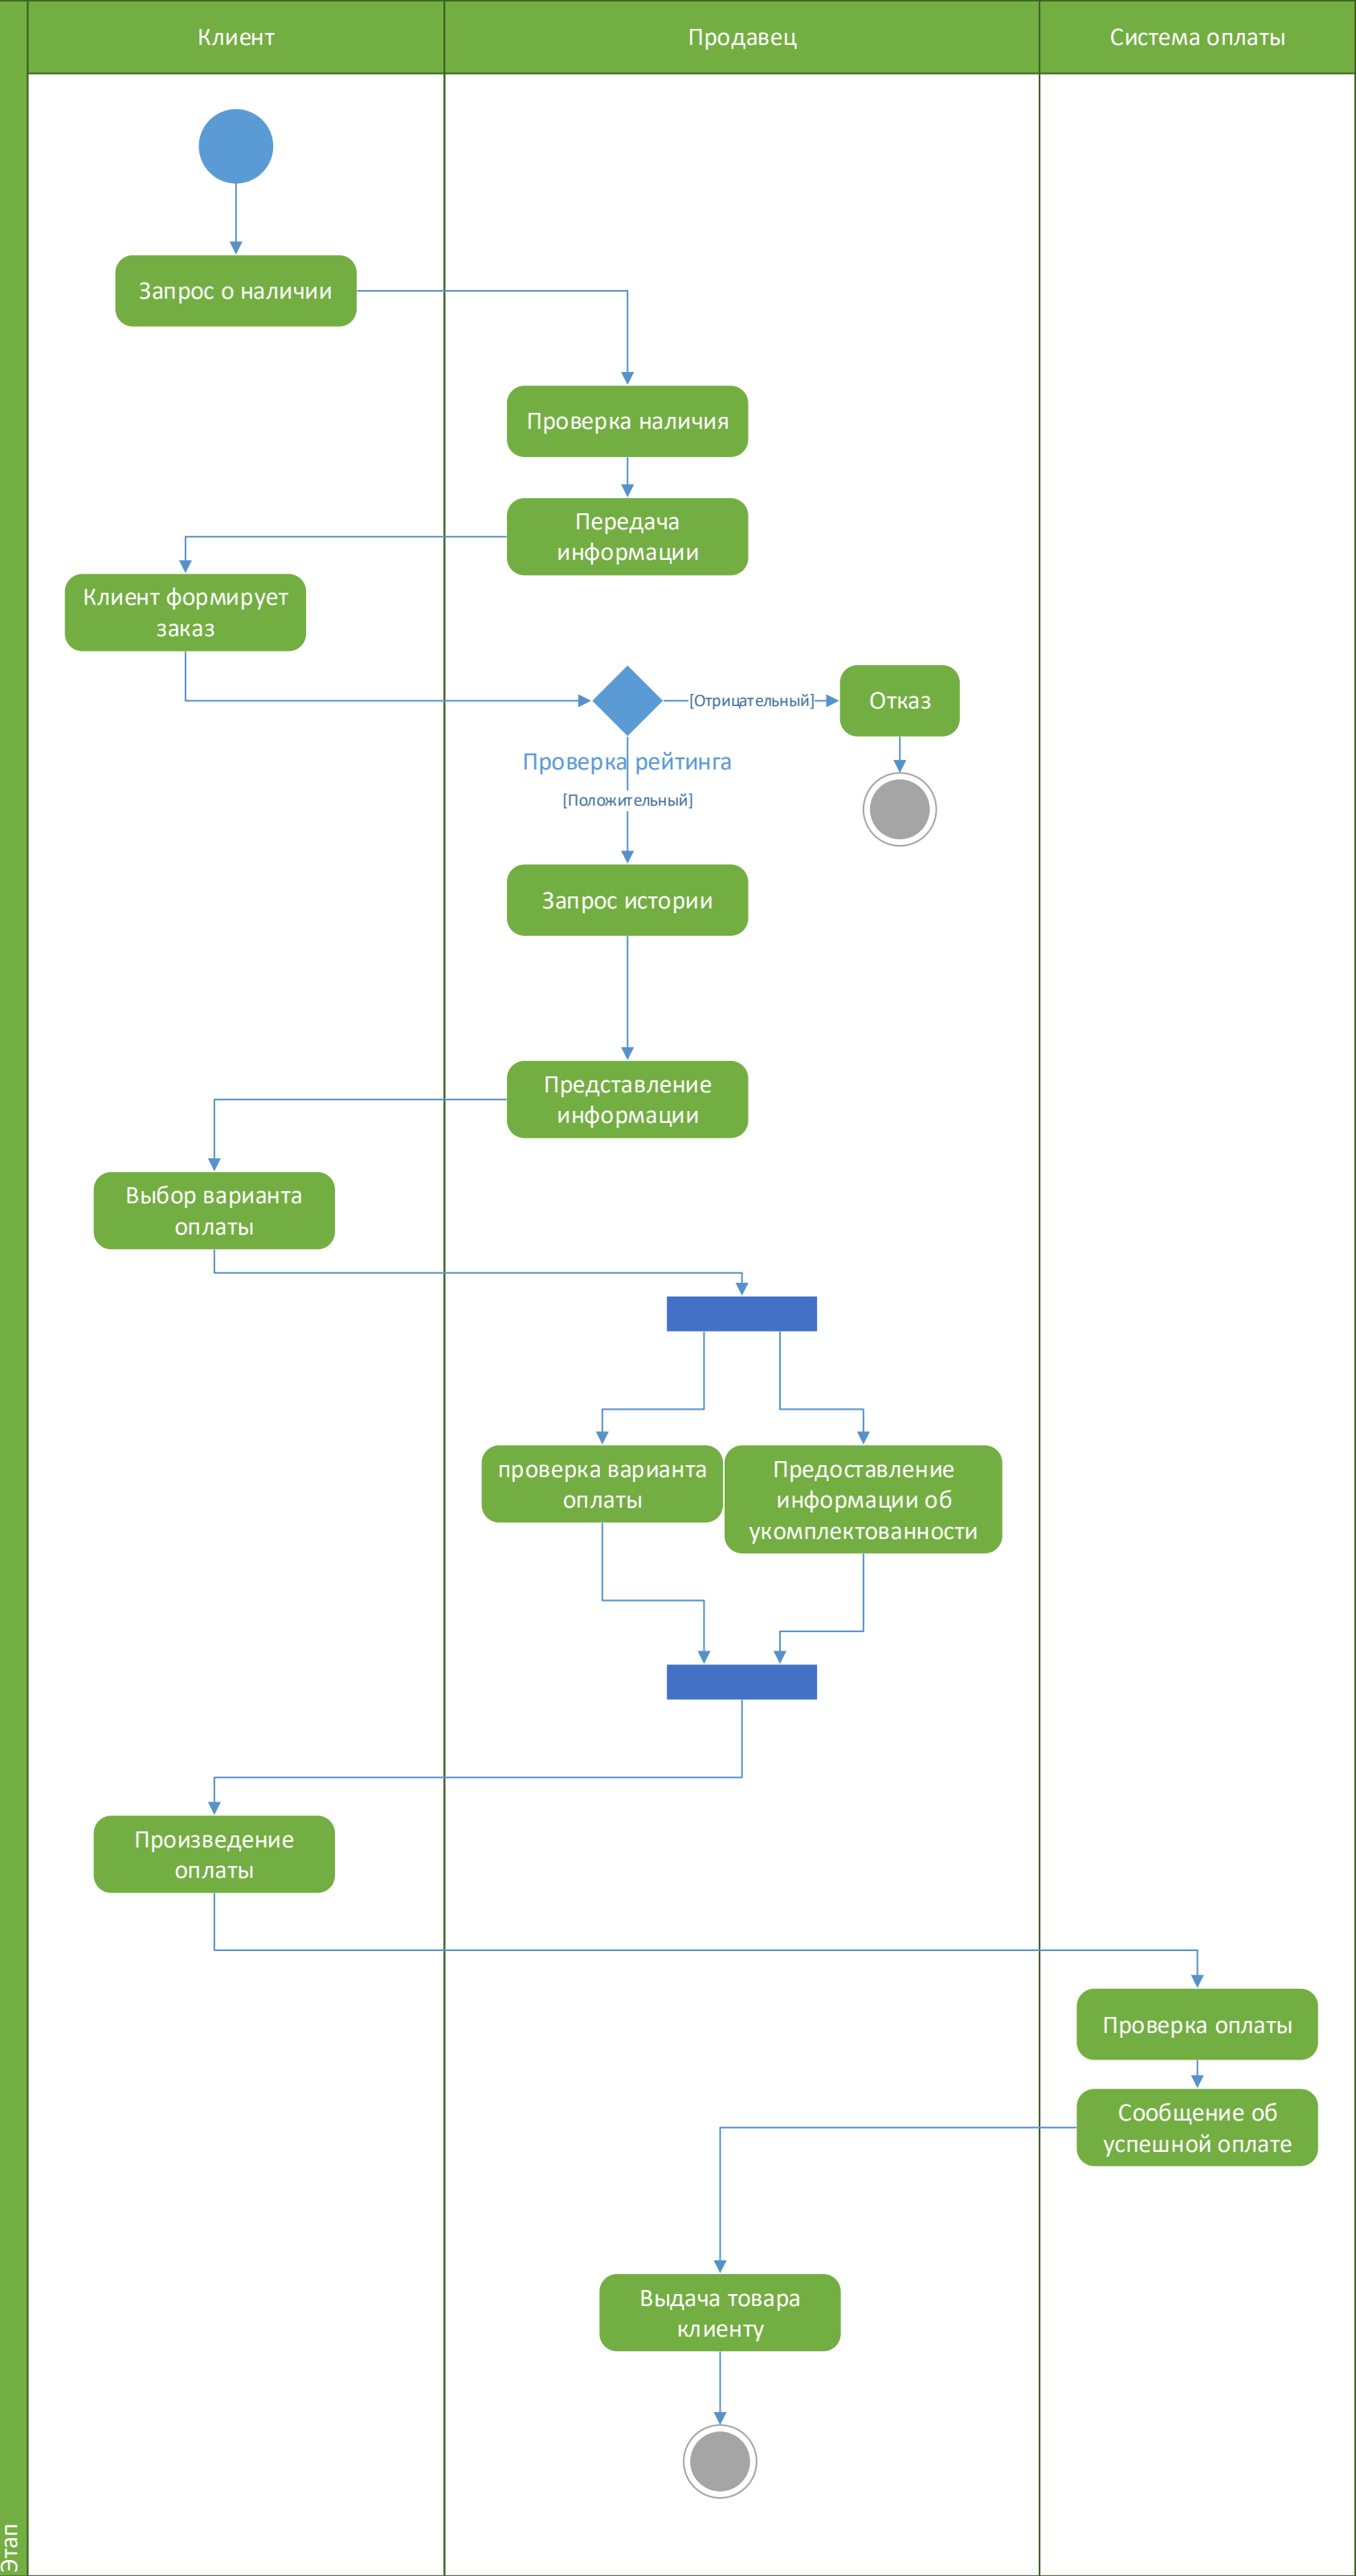 Клиент
Продавец
Система оплаты
Запрос о наличии
Проверка наличия
Передача
информации
Клиент формирует
заказ
[Отрицательный]
Отказ
Проверка рейтинга
[Положительный]
Запрос истории
Представление
информации
Выбор варианта
оплаты
проверка варианта
оплаты
Предоставление
информации об
укомплектованности
Произведение
оплаты
Проверка оплаты
Сообщение об
успешной оплате
Выдача товара
клиенту
Этап